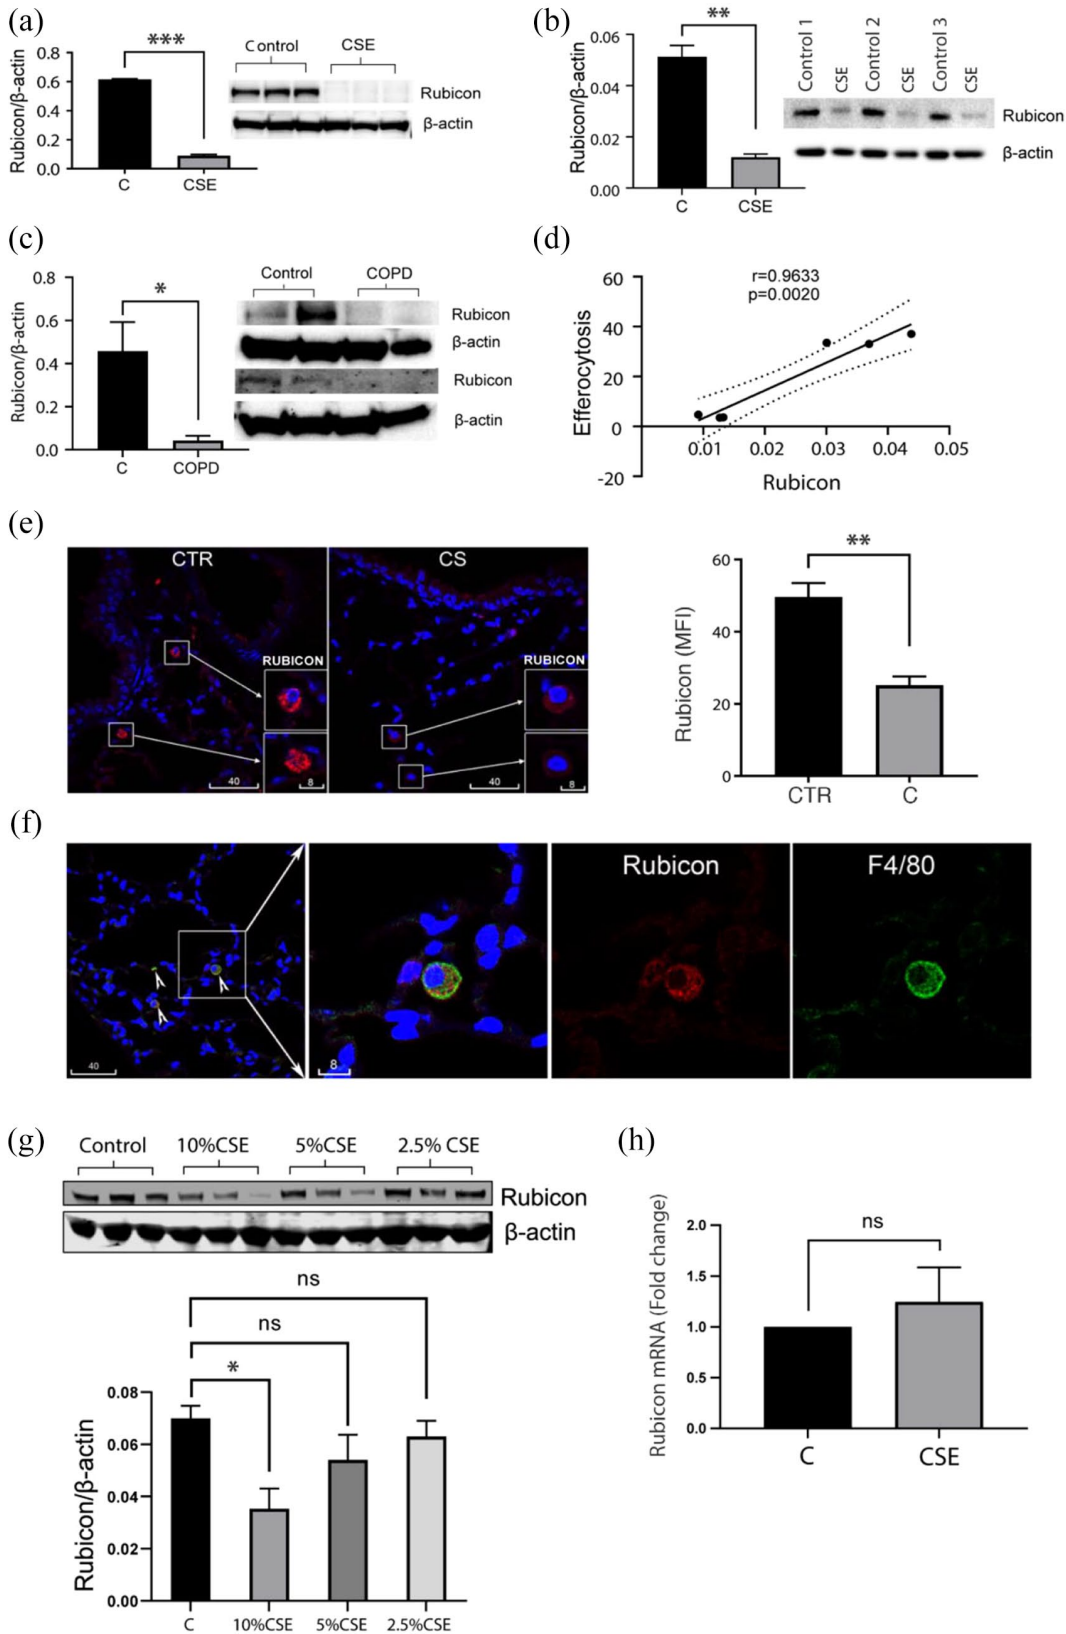 (a)
Rubicon/β-actin
0.8
0.6
0.4
0.2
0.0
***
C
CSE
Control
CSE
Rubicon
β-actin
(b)
Rubicon/β-actin
0.06
0.04
0.02
0.00
**
C
CSE
Control 1
CSE
Control 2
CSE
Control 3
CSE
Rubicon
β-actin
(c)
Rubicon/β-actin
0.8
0.6
0.4
0.2
0.0
*
C
COPD
Control
COPD
Rubicon
β-actin
Rubicon
β-actin
(d)
Efferocytosis
60
40
20
0
-20
r=0.9633
p=0.0020
0.01
0.02
0.03
0.04
0.05
Rubicon
(e)
CTR
RUBICON
40
8
CS
RUBICON
40
8
Rubicon (MFI)
60
40
20
0
**
CTR
C
(f)
40
8
Rubicon
F4/80
(g)
Control
10%CSE
5%CSE
2.5% CSE
Rubicon
β-actin
ns
ns
*
Rubicon/β-actin
0.08
0.06
0.04
0.02
0.00
C
10%CSE
5%CSE
2.5%CSE
(h)
Rubicon mRNA (Fold change)
2.0
1.5
1.0
0.5
0.0
ns
C
CSE